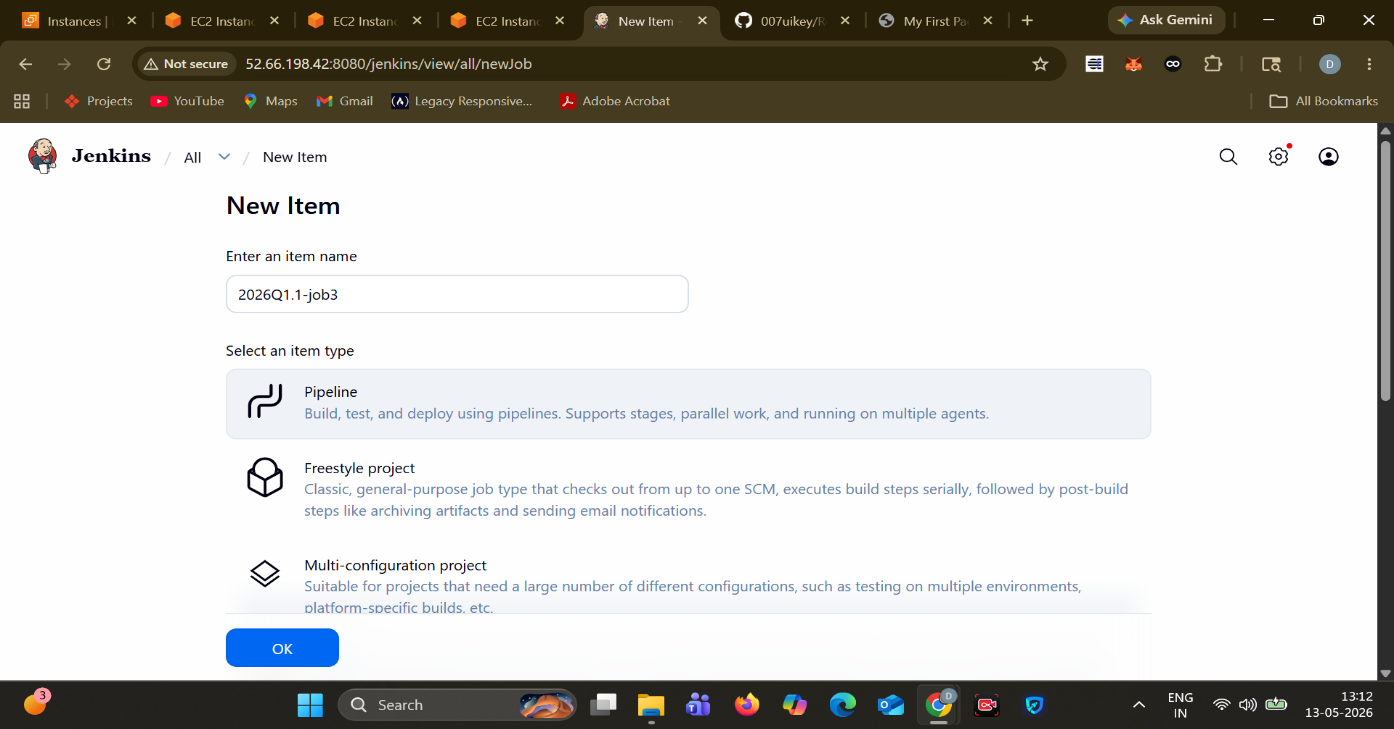 Instances |
EC2 Instanc
EC2 Instanc
EC2 Instanc
New Item -
007uikey/R
My First Pa
Ask Gemini
Not secure
52.66.198.42:8080/jenkins/view/all/newJob
D
Projects
YouTube
Maps
Gmail
Legacy Responsive...
Adobe Acrobat
All Bookmarks
Jenkins / All / New Item
New Item
Enter an item name
2026Q1.1-job3
Select an item type
Pipeline
Build, test, and deploy using pipelines. Supports stages, parallel work, and running on multiple agents.
Freestyle project
Classic, general-purpose job type that checks out from up to one SCM, executes build steps serially, followed by post-build
steps like archiving artifacts and sending email notifications.
Multi-configuration project
Suitable for projects that need a large number of different configurations, such as testing on multiple environments,
platform-specific builds, etc.
OK
3
Search
D
ENG
IN
13:12
13-05-2026